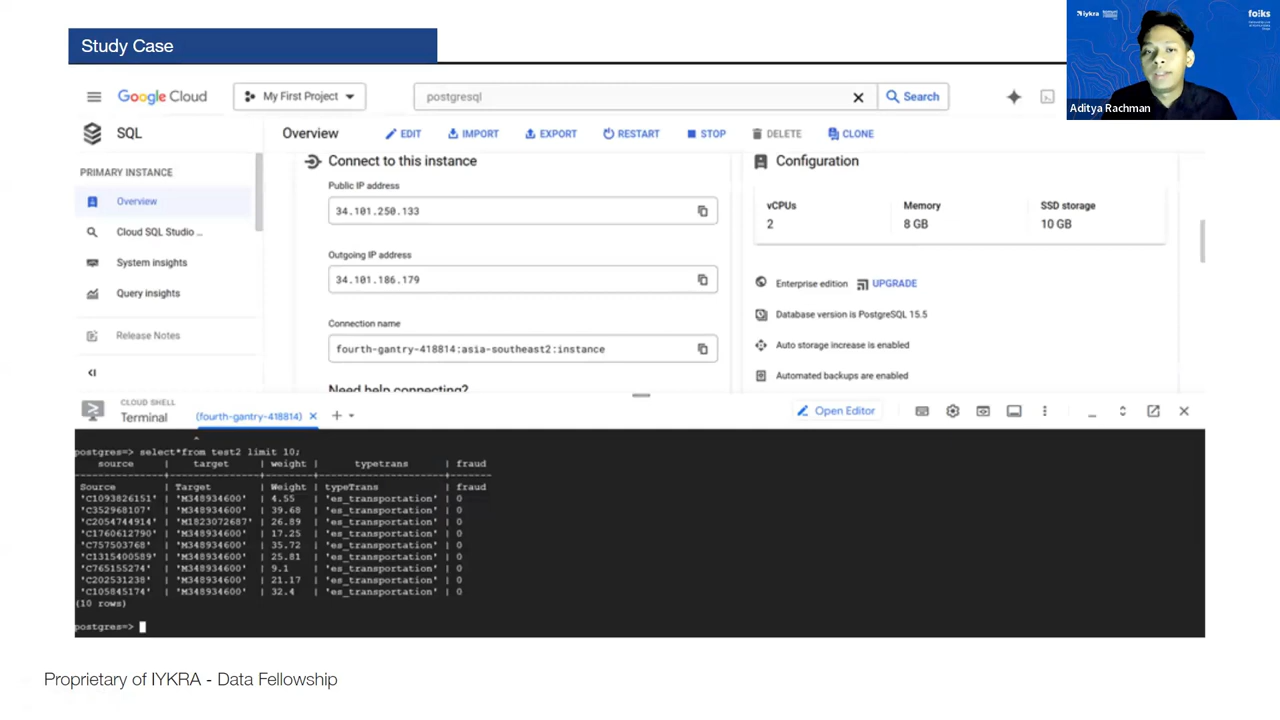 Study Case
iykra
foiks
Aditya Rachman
Google Cloud
My First Project
postgresql
Search
SQL
Overview
EDIT
IMPORT
EXPORT
RESTART
STOP
DELETE
CLONE
PRIMARY INSTANCE
Overview
Cloud SQL Studio ...
System insights
Query insights
Release Notes
Connect to this instance
Public IP address
34.101.250.133
Outgoing IP address
34.101.186.179
Connection name
fourth-gantry-418814:asia-southeast2:instance
Need help connecting?
Configuration
vCPUs
2
Memory
8 GB
SSD storage
10 GB
Enterprise edition UPGRADE
Database version is PostgreSQL 15.5
Auto storage increase is enabled
Automated backups are enabled
CLOUD SHELL
Terminal
(fourth-gantry-418814)
Open Editor
^
postgres=> select*from test2 limit 10;
source | target | weight | typetrans | fraud
Source | Target | Weight | typeTrans | fraud
'C1093826151' | 'M348934600' | 4.55 | 'es_transportation' | 0
'C352968107' | 'M348934600' | 39.68 | 'es_transportation' | 0
'C2054744914' | 'M1823072687' | 26.89 | 'es_transportation' | 0
'C1760612790' | 'M348934600' | 17.25 | 'es_transportation' | 0
'C757503768' | 'M348934600' | 35.72 | 'es_transportation' | 0
'C1315400589' | 'M348934600' | 25.81 | 'es_transportation' | 0
'C765155274' | 'M348934600' | 9.1 | 'es_transportation' | 0
'C202531238' | 'M348934600' | 21.17 | 'es_transportation' | 0
'C105845174' | 'M348934600' | 32.4 | 'es_transportation' | 0
(10 rows)
postgres=>
Proprietary of IYKRA - Data Fellowship